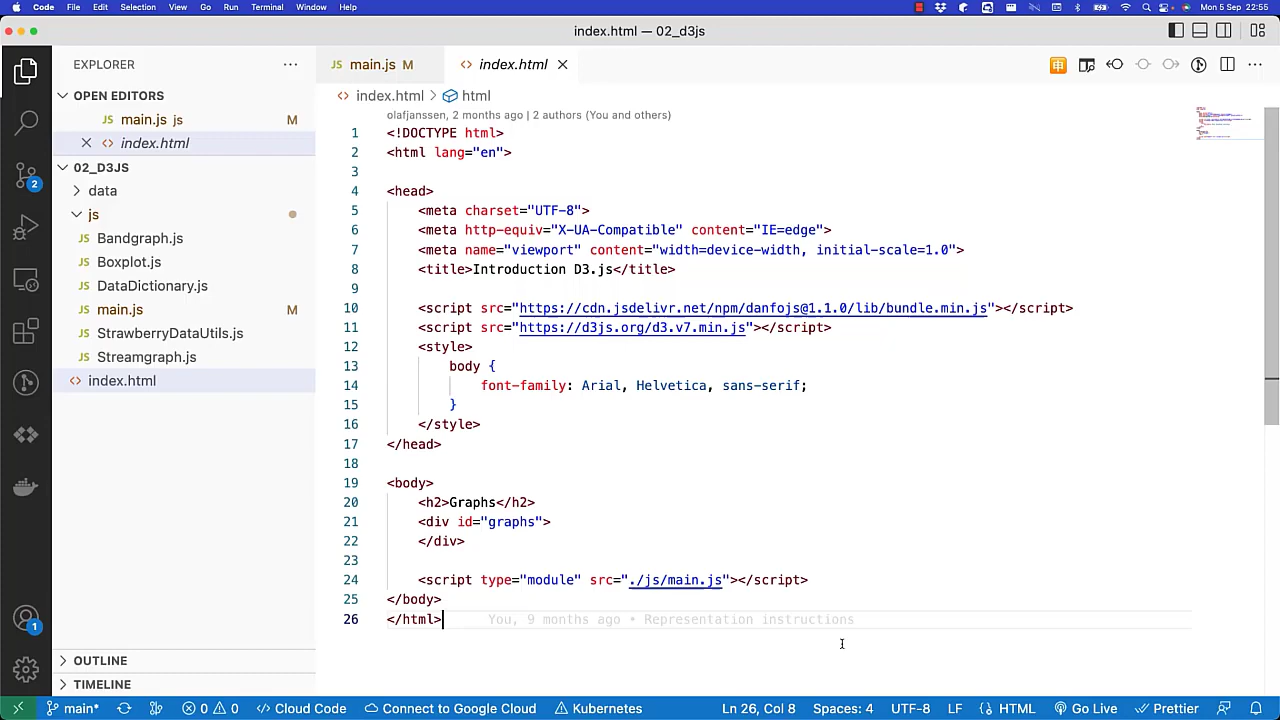 Code File Edit Selection View Go Run Terminal Window Help Mon 5 Sep 22:55
index.html — 02_d3js
EXPLORER
OPEN EDITORS
JS main.js js M
index.html
02_D3JS
data
js
JS Bandgraph.js
JS Boxplot.js
JS DataDictionary.js
JS main.js M
JS StrawberryDataUtils.js
JS Streamgraph.js
index.html
OUTLINE
TIMELINE
2
1
JS main.js M
index.html
index.html > html
olafjanssen, 2 months ago | 2 authors (You and others)
1 <!DOCTYPE html>
2 <html lang="en">
3
4 <head>
5 <meta charset="UTF-8">
6 <meta http-equiv="X-UA-Compatible" content="IE=edge">
7 <meta name="viewport" content="width=device-width, initial-scale=1.0">
8 <title>Introduction D3.js</title>
9
10 <script src="https://cdn.jsdelivr.net/npm/danfojs@1.1.0/lib/bundle.min.js"></script>
11 <script src="https://d3js.org/d3.v7.min.js"></script>
12 <style>
13 body {
14 font-family: Arial, Helvetica, sans-serif;
15 }
16 </style>
17 </head>
18
19 <body>
20 <h2>Graphs</h2>
21 <div id="graphs">
22 </div>
23
24 <script type="module" src="./js/main.js"></script>
25 </body>
26 </html> You, 9 months ago • Representation instructions
main* 0 0 Cloud Code Connect to Google Cloud Kubernetes Ln 26, Col 8 Spaces: 4 UTF-8 LF HTML Go Live Prettier